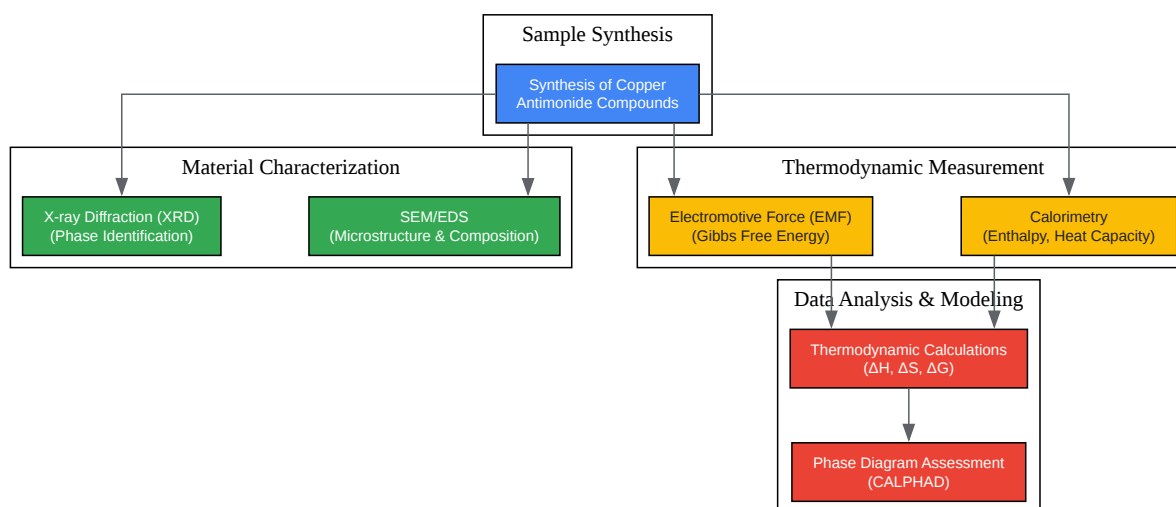 Sample Synthesis
Synthesis of Copper
Antimonide Compounds
Material Characterization
X-ray Diffraction (XRD)
(Phase Identification)
SEM/EDS
(Microstructure & Composition)
Thermodynamic Measurement
Electromotive Force (EMF)
(Gibbs Free Energy)
Calorimetry
(Enthalpy, Heat Capacity)
Data Analysis & Modeling
Thermodynamic Calculations
(ΔH, ΔS, ΔG)
Phase Diagram Assessment
(CALPHAD)